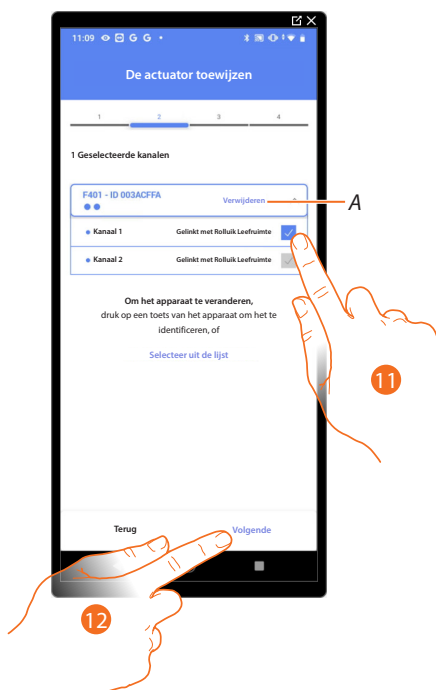 11:09 G G
De actuator toewijzen
1 2 3 4
1 Geselecteerde kanalen
F401 - ID 003ACFFA Verwijderen A
Kanaal 1 Gelinkt met Rolluik Leefruimte
Kanaal 2 Gelinkt met Rolluik Leefruimte
Om het apparaat te veranderen,
druk op een toets van het apparaat om het te
identificeren, of
Selecteer uit de lijst
11
Terug Volgende
12